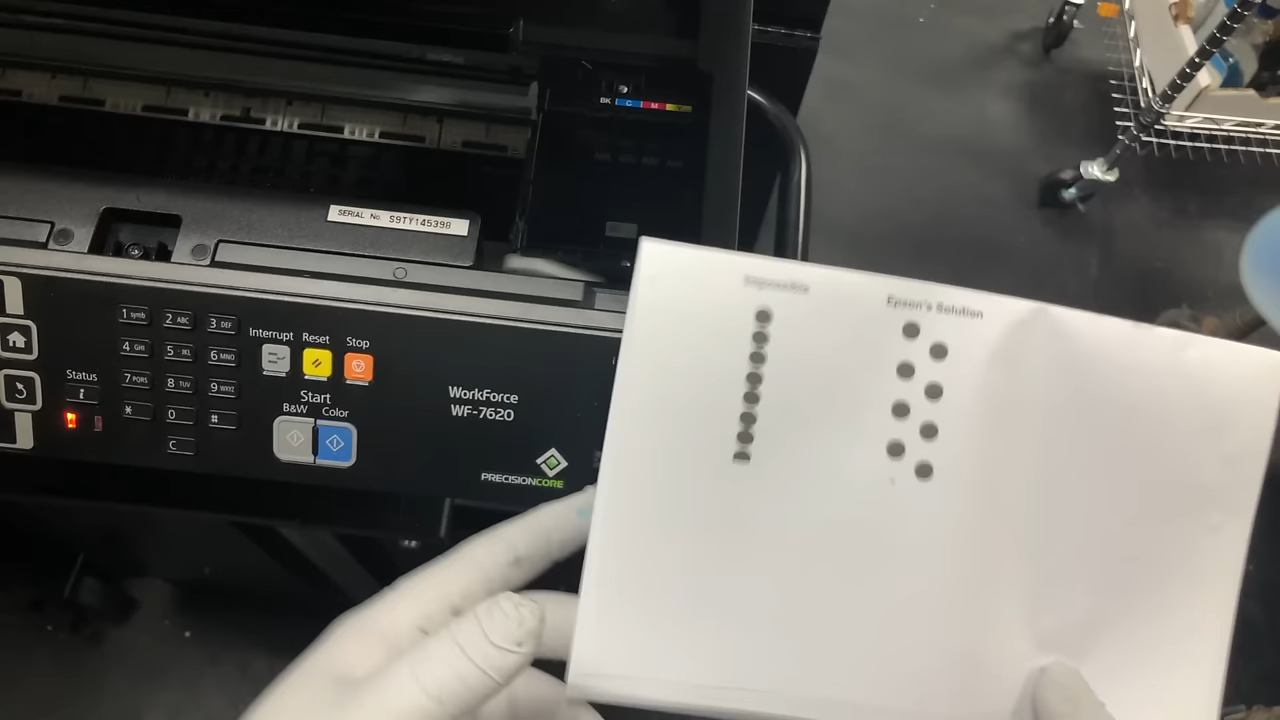 BK C M Y
SERIAL No. S9TY145398
1 symb 2 ABC 3 DEF
4 GHI 5 JKL 6 MNO
7 PQRS 8 TUV 9 WXYZ
* 0 #
C
Interrupt Reset Stop
Status
i
Start
B&W Color
WorkForce
WF-7620
PRECISIONCORE
Impossible
Epson's Solution